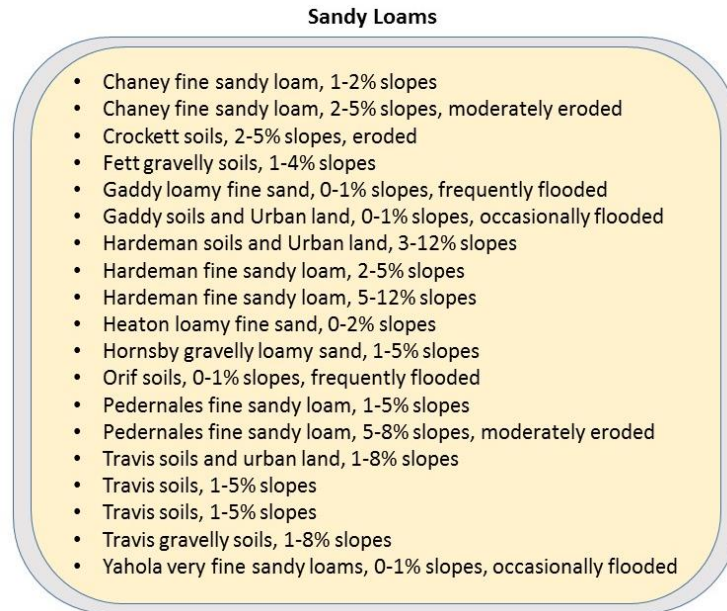 Sandy Loams
• Chaney fine sandy loam, 1-2% slopes
• Chaney fine sandy loam, 2-5% slopes, moderately eroded
• Crockett soils, 2-5% slopes, eroded
• Fett gravelly soils, 1-4% slopes
• Gaddy loamy fine sand, 0-1% slopes, frequently flooded
• Gaddy soils and Urban land, 0-1% slopes, occasionally flooded
• Hardeman soils and Urban land, 3-12% slopes
• Hardeman fine sandy loam, 2-5% slopes
• Hardeman fine sandy loam, 5-12% slopes
• Heaton loamy fine sand, 0-2% slopes
• Hornsby gravelly loamy sand, 1-5% slopes
• Orif soils, 0-1% slopes, frequently flooded
• Pedernales fine sandy loam, 1-5% slopes
• Pedernales fine sandy loam, 5-8% slopes, moderately eroded
• Travis soils and urban land, 1-8% slopes
• Travis soils, 1-5% slopes
• Travis soils, 1-5% slopes
• Travis gravelly soils, 1-8% slopes
• Yahola very fine sandy loams, 0-1% slopes, occasionally flooded